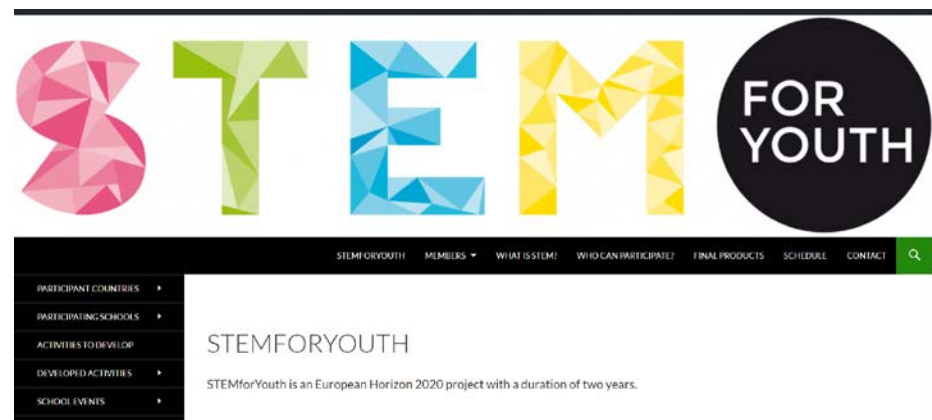 STEM
FOR
YOUTH
STEMFORYOUTH MEMBERS WHAT IS STEM? WHO CAN PARTICIPATE? FINAL PRODUCTS SCHEDULE CONTACT
PARTICIPANT COUNTRIES
PARTICIPATING SCHOOLS
ACTIVITIES TO DEVELOP
DEVELOPED ACTIVITIES
SCHOOL EVENTS
STEMFORYOUTH
STEMforYouth is an European Horizon 2020 project with a duration of two years.